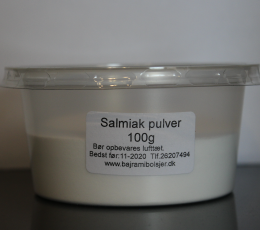 Salmiak pulver
100g
Bør opbevares lufttæt.
Bedst før:11-2020 Tlf.26207494
www.bajramibolsjer.dk